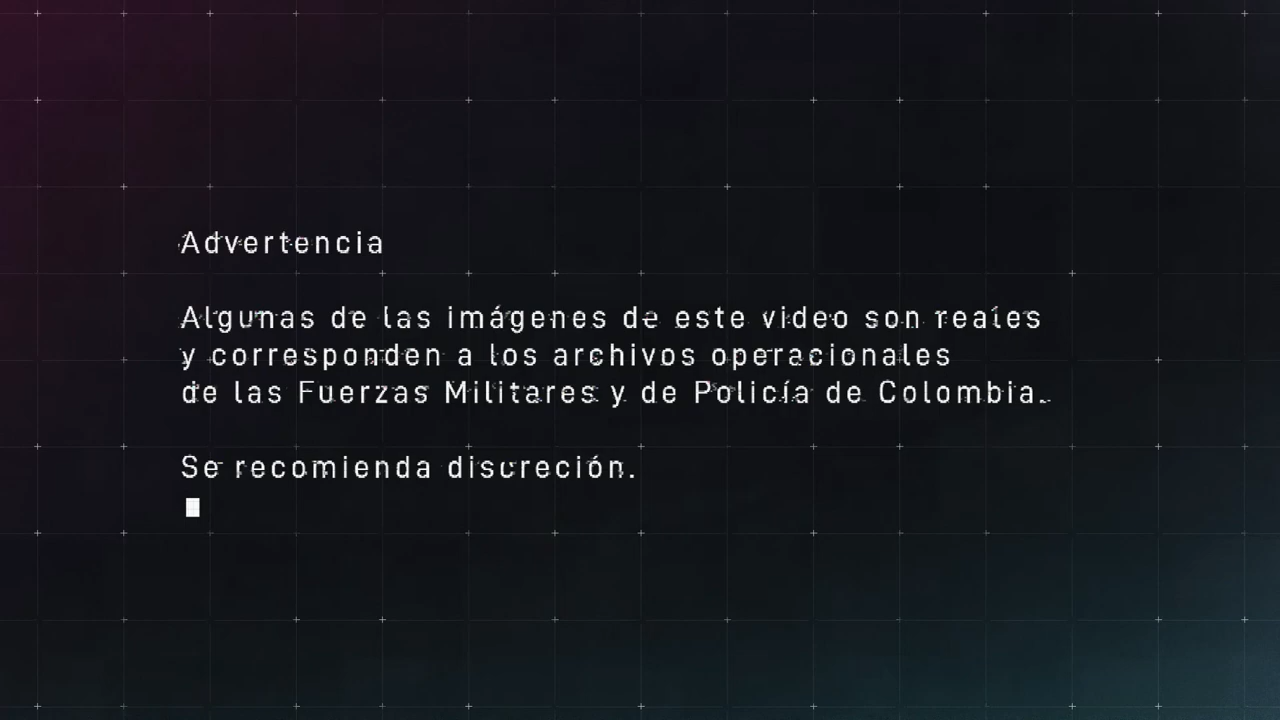 Advertencia
Algunas de las imágenes de este video son reales
y corresponden a los archivos operacionales
de las Fuerzas Militares y de Policía de Colombia.
Se recomienda discreción.